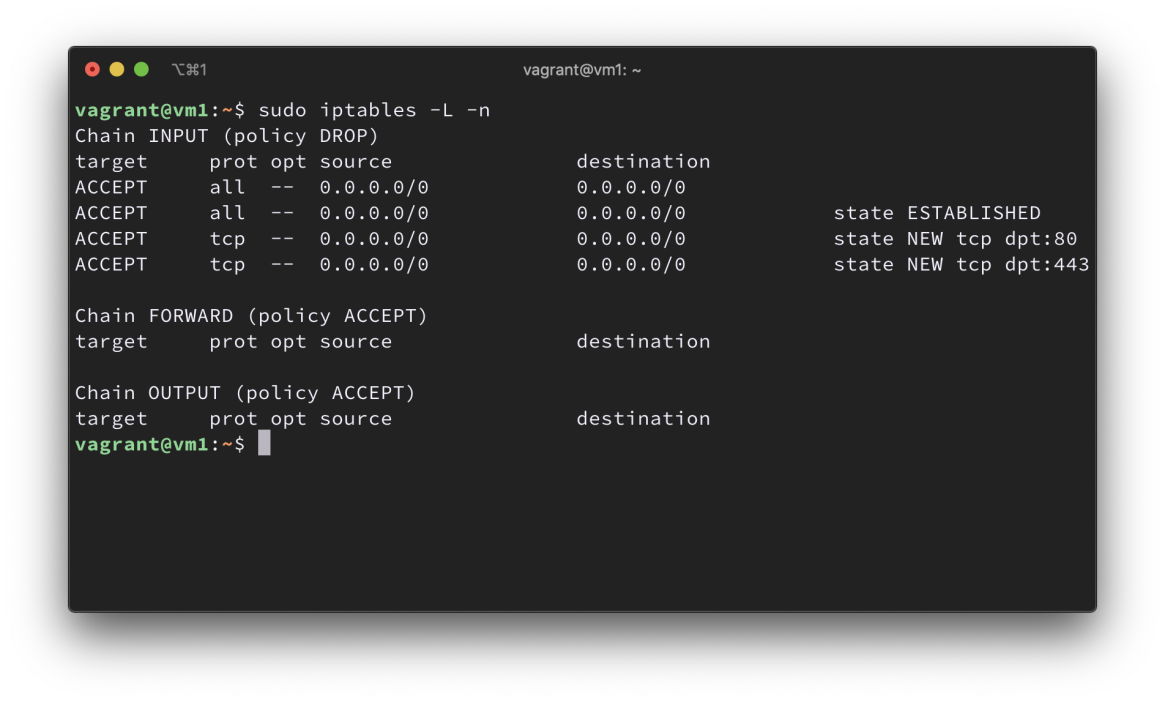 ⌥⌘1
vagrant@vm1: ~
vagrant@vm1:~$ sudo iptables -L -n
Chain INPUT (policy DROP)
target     prot opt source               destination
ACCEPT     all  --  0.0.0.0/0            0.0.0.0/0
ACCEPT     all  --  0.0.0.0/0            0.0.0.0/0            state ESTABLISHED
ACCEPT     tcp  --  0.0.0.0/0            0.0.0.0/0            state NEW tcp dpt:80
ACCEPT     tcp  --  0.0.0.0/0            0.0.0.0/0            state NEW tcp dpt:443
Chain FORWARD (policy ACCEPT)
target     prot opt source               destination
Chain OUTPUT (policy ACCEPT)
target     prot opt source               destination
vagrant@vm1:~$